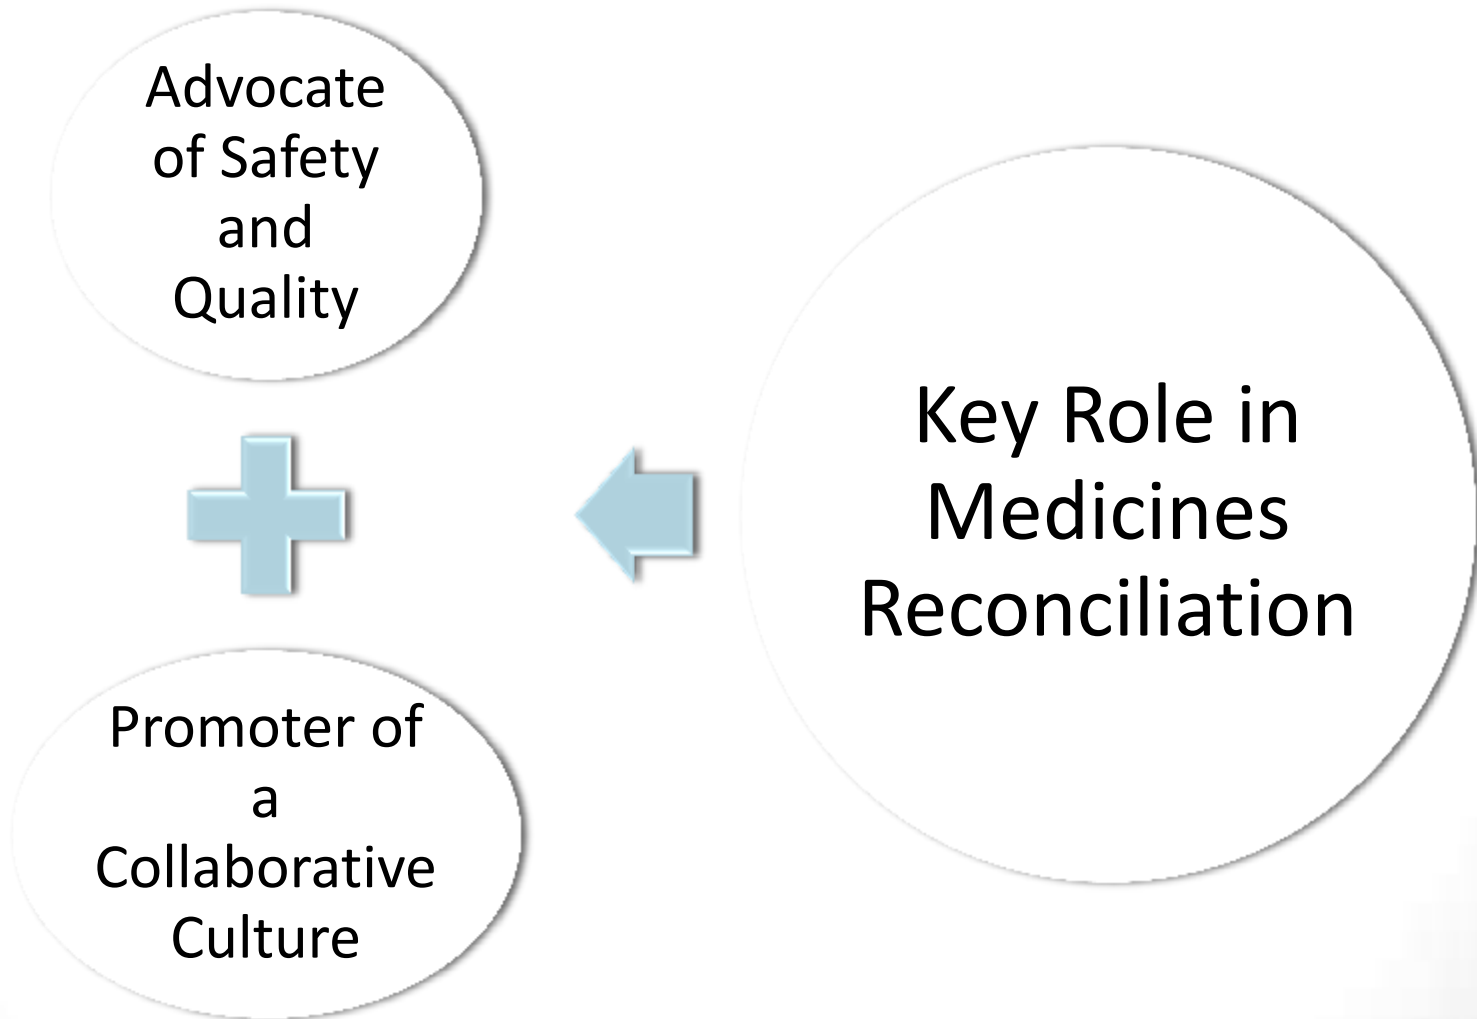 Advocate
of Safety
and
Quality
Promoter of
a
Collaborative
Culture
Key Role in
Medicines
Reconciliation